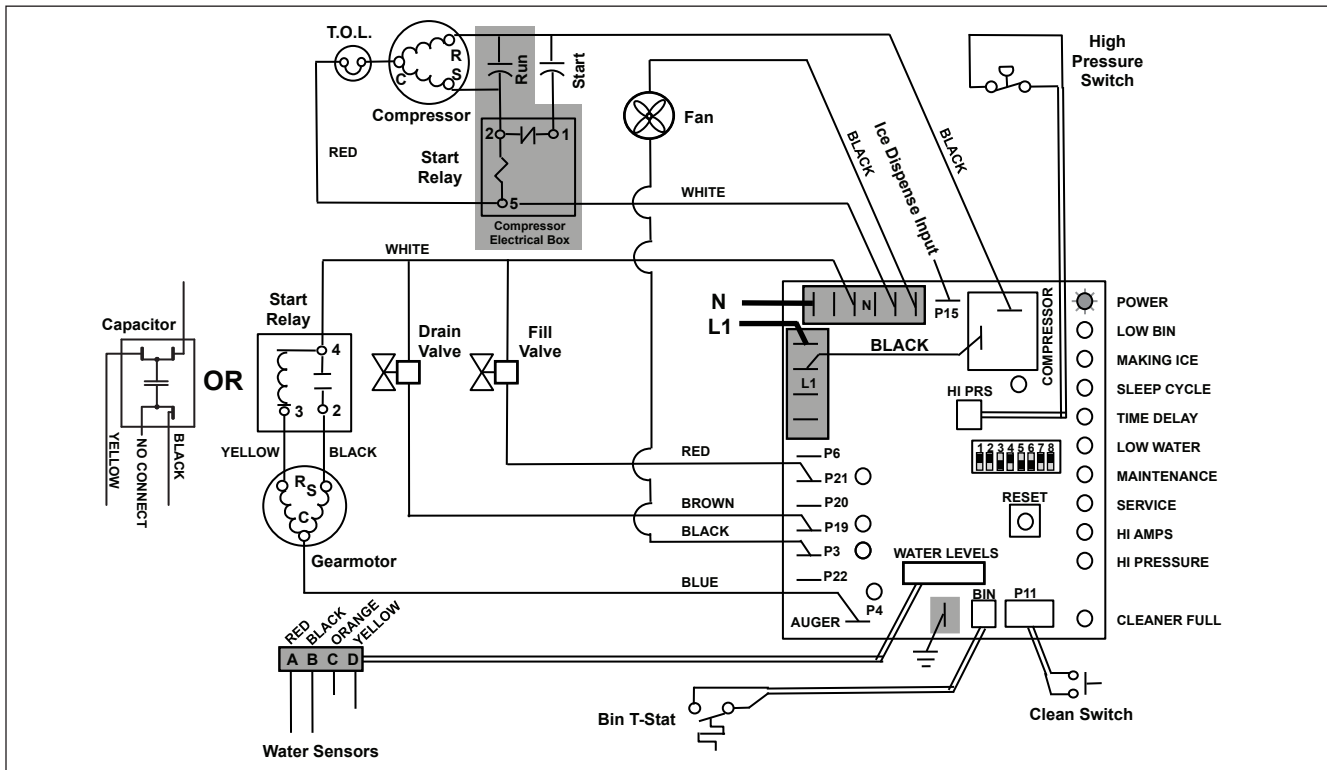 T.O.L.
R
S
C
Compressor
Run
Start
RED
Start
Relay
2
1
5
Compressor
Electrical Box
WHITE
Fan
BLACK
Ice Dispense Input
BLACK
High
Pressure
Switch
WHITE
Capacitor
YELLOW
NO CONNECT
BLACK
OR
Start
Relay
4
3
2
YELLOW
BLACK
R
S
C
Gearmotor
Drain
Valve
Fill
Valve
N
L1
N
L1
P15
BLACK
COMPRESSOR
HI PRS
1 2 3 4 5 6 7 8
RESET
POWER
LOW BIN
MAKING ICE
SLEEP CYCLE
TIME DELAY
LOW WATER
MAINTENANCE
SERVICE
HI AMPS
HI PRESSURE
CLEANER FULL
RED
BROWN
BLACK
BLUE
P6
P21
P20
P19
P3
P22
P4
AUGER
WATER LEVELS
BIN
P11
RED
BLACK
ORANGE
YELLOW
A B C D
Water Sensors
Bin T-Stat
Clean Switch